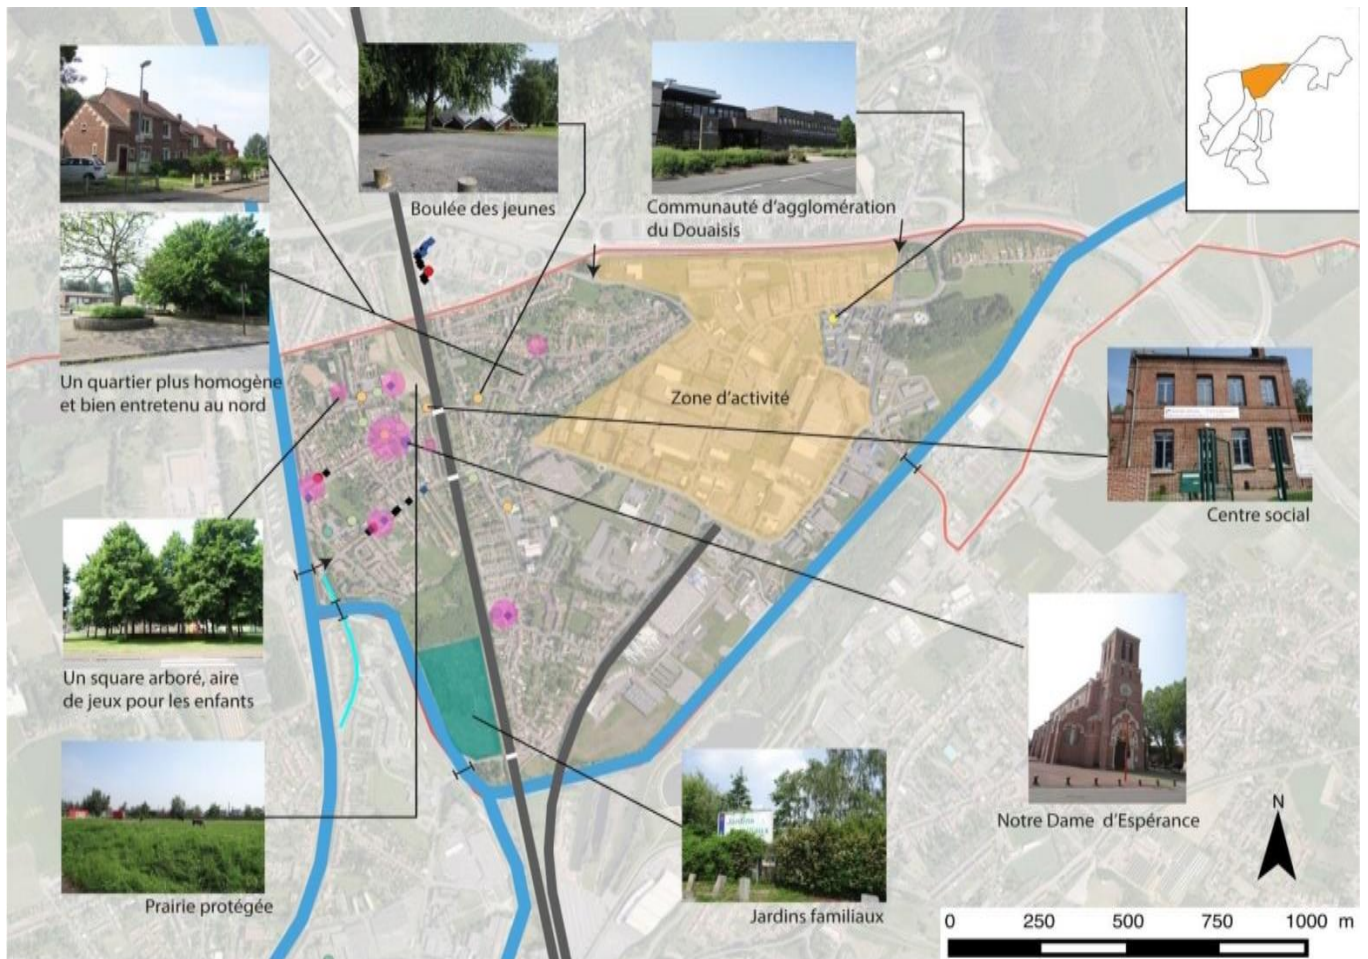 Boulée des jeunes
Communauté d'agglomération
du Douaisis
Un quartier plus homogène
et bien entretenu au nord
Zone d'activité
Centre social
Un square arboré, aire
de jeux pour les enfants
Notre Dame d'Espérance
Prairie protégée
Jardins
Jardins familiaux
N
0 250 500 750 1000 m